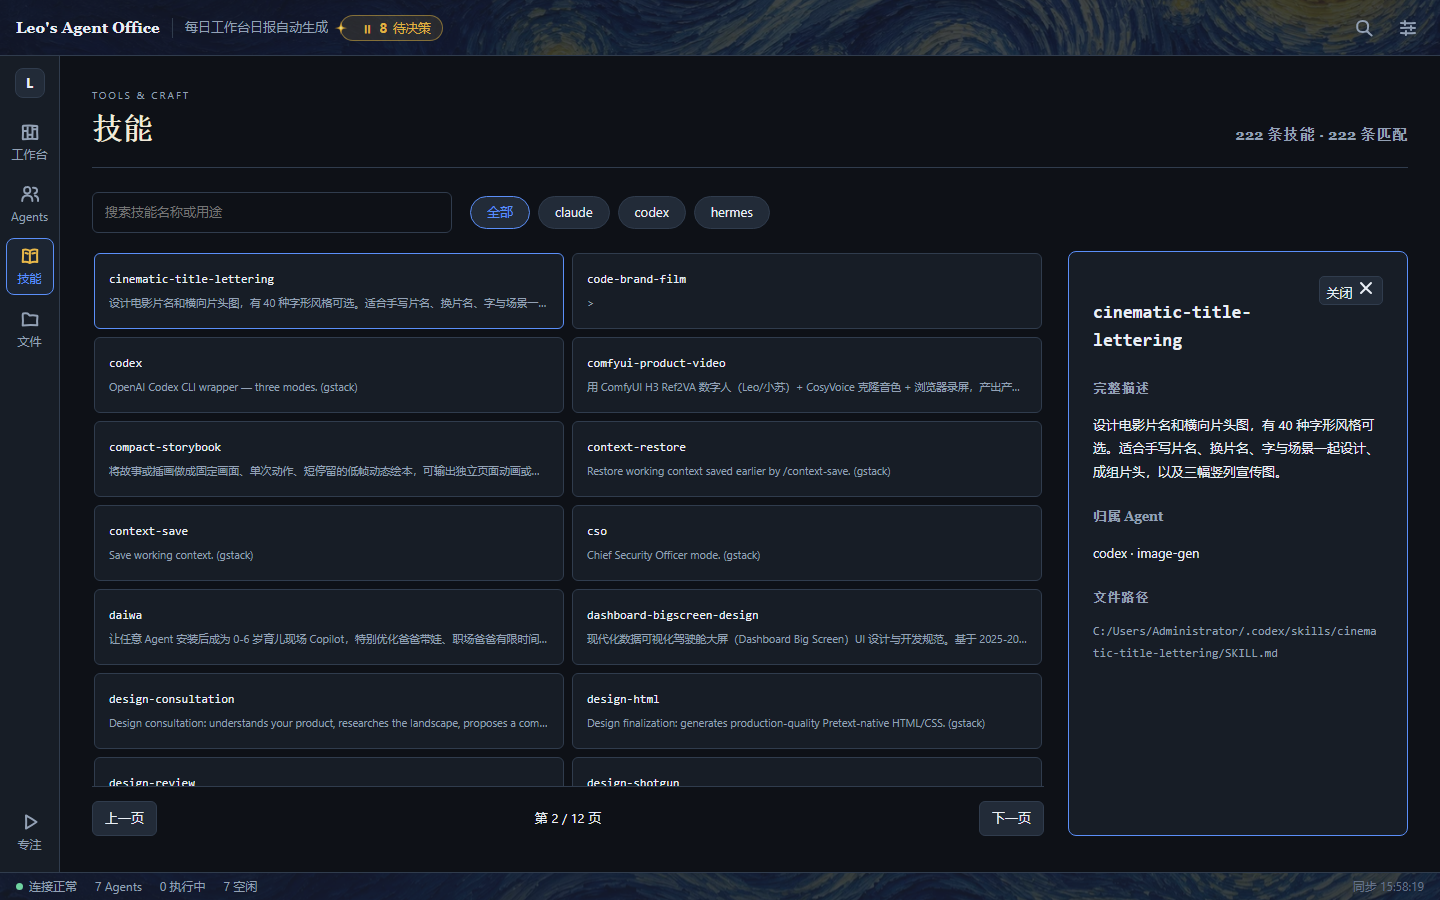 Leo's Agent Office
每日工作台日报自动生成
8 待决策
L
工作台
Agents
技能
文件
专注
TOOLS & CRAFT
技能
222 条技能 · 222 条匹配
搜索技能名称或用途
全部
claude
codex
hermes
cinematic-title-lettering
设计电影片名和横向片头图，有 40 种字形风格可选。适合手写片名、换片名、字与场景一...
code-brand-film
>
codex
OpenAI Codex CLI wrapper — three modes. (gstack)
comfyui-product-video
用 ComfyUI H3 Ref2VA 数字人（Leo/小苏）+ CosyVoice 克隆音色 + 浏览器录屏，产出产...
compact-storybook
将故事或插画做成固定画面、单次动作、短停留的低帧动态绘本，可输出独立页面动画或...
context-restore
Restore working context saved earlier by /context-save. (gstack)
context-save
Save working context. (gstack)
cso
Chief Security Officer mode. (gstack)
daiwa
让任意 Agent 安装后成为 0-6 岁育儿现场 Copilot，特别优化爸爸带娃、职场爸爸有限时间...
dashboard-bigscreen-design
现代化数据可视化驾驶舱大屏（Dashboard Big Screen）UI 设计与开发规范。基于 2025-20...
design-consultation
Design consultation: understands your product, researches the landscape, proposes a com...
design-html
Design finalization: generates production-quality Pretext-native HTML/CSS. (gstack)
design-review
design-shotgun
上一页
第 2 / 12 页
下一页
关闭
cinematic-title-
lettering
完整描述
设计电影片名和横向片头图，有 40 种字形风格可
选。适合手写片名、换片名、字与场景一起设计、
成组片头，以及三幅竖列宣传图。
归属 Agent
codex · image-gen
文件路径
C:/Users/Administrator/.codex/skills/cinema
tic-title-lettering/SKILL.md
连接正常
7 Agents
0 执行中
7 空闲
同步 15:58:19